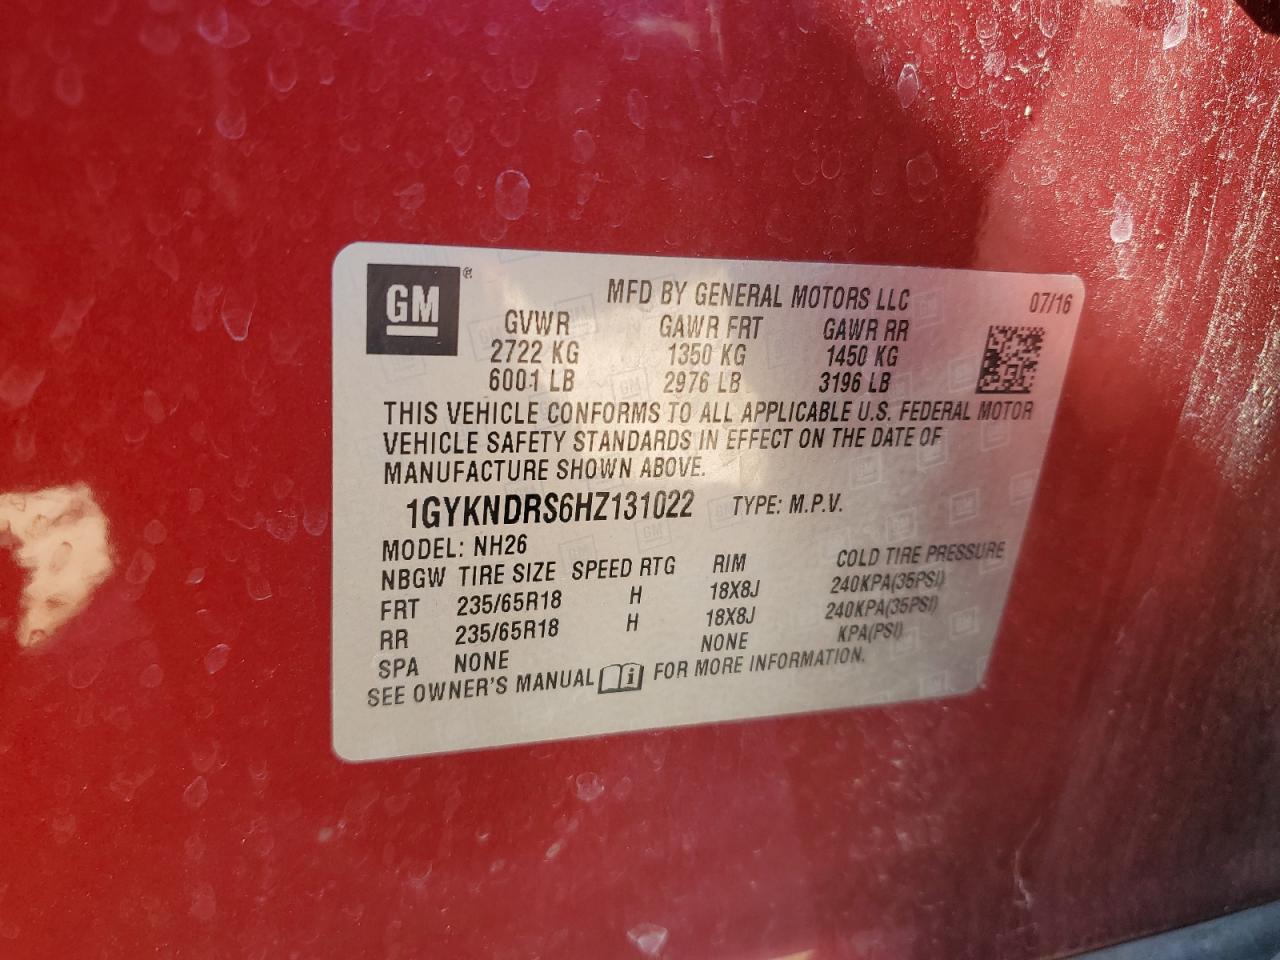 GM ®
MFD BY GENERAL MOTORS LLC 07/16
GVWR GAWR FRT GAWR RR
2722 KG 1350 KG 1450 KG
6001 LB 2976 LB 3196 LB
THIS VEHICLE CONFORMS TO ALL APPLICABLE U.S. FEDERAL MOTOR
VEHICLE SAFETY STANDARDS IN EFFECT ON THE DATE OF
MANUFACTURE SHOWN ABOVE.
1GYKNDRS6HZ131022 TYPE: M.P.V.
MODEL: NH26
NBGW TIRE SIZE SPEED RTG RIM COLD TIRE PRESSURE
FRT 235/65R18 H 18X8J 240KPA(35PSI)
RR 235/65R18 H 18X8J 240KPA(35PSI)
SPA NONE NONE KPA(PSI)
SEE OWNER'S MANUAL FOR MORE INFORMATION.